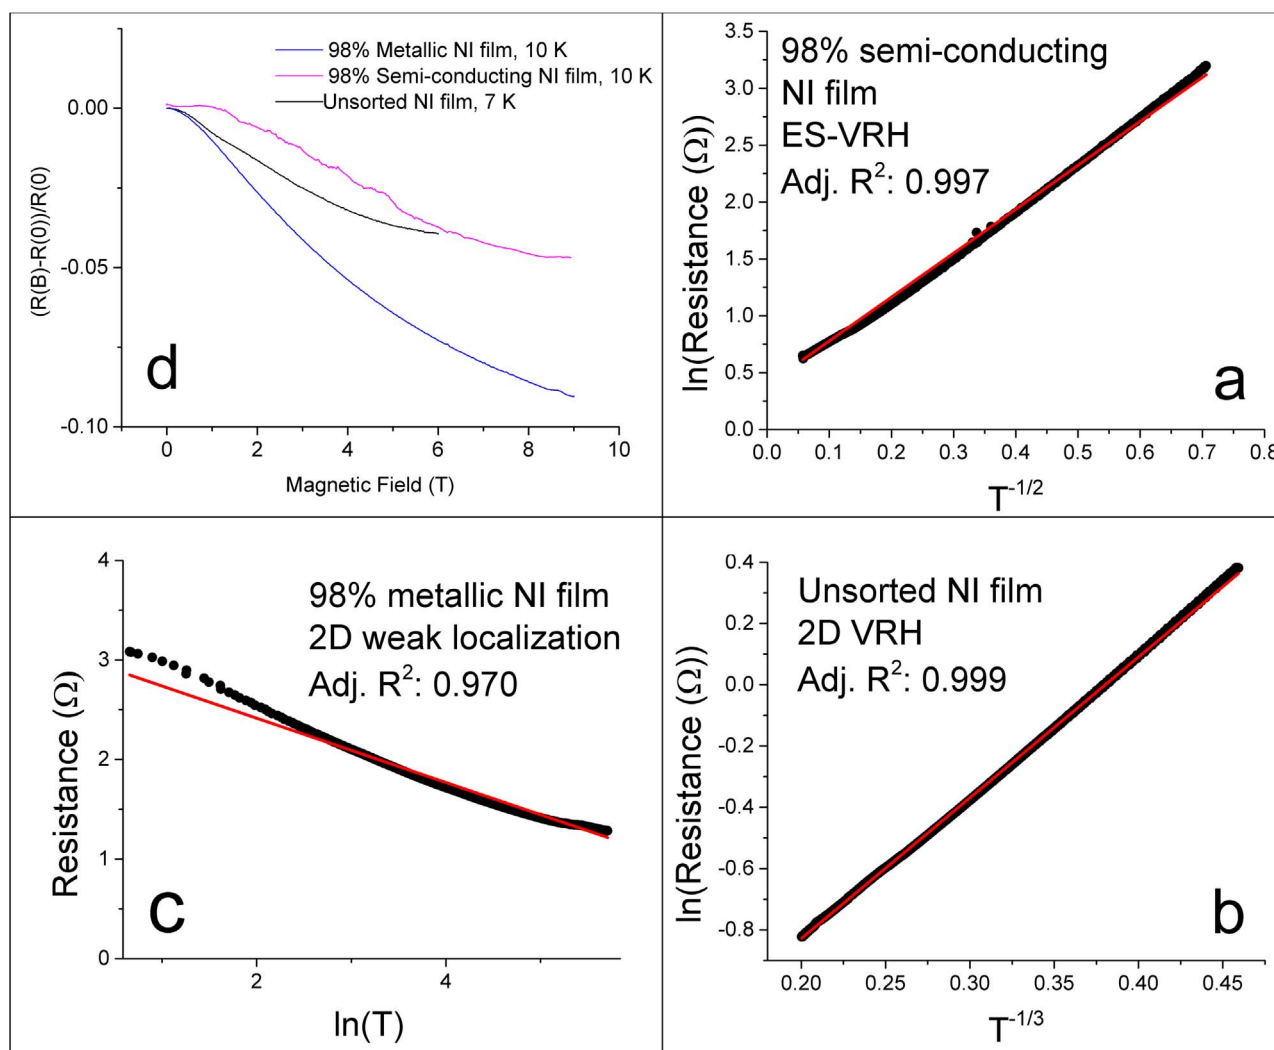 98% Metallic NI film, 10 K
98% Semi-conducting NI film, 10 K
Unsorted NI film, 7 K
0.00
-0.05
-0.10
(R(B)-R(0))/R(0)
d
0 2 4 6 8 10
Magnetic Field (T)
98% semi-conducting
NI film
ES-VRH
Adj. R²: 0.997
3.5
3.0
2.5
2.0
1.5
1.0
0.5
0.0
ln(Resistance (Ω))
a
0.0 0.1 0.2 0.3 0.4 0.5 0.6 0.7 0.8
T-1/2
98% metallic NI film
2D weak localization
Adj. R²: 0.970
4
3
2
1
0
Resistance (Ω)
c
2 4
ln(T)
Unsorted NI film
2D VRH
Adj. R²: 0.999
0.4
0.2
0.0
-0.2
-0.4
-0.6
-0.8
ln(Resistance (Ω))
b
0.20 0.25 0.30 0.35 0.40 0.45
T-1/3